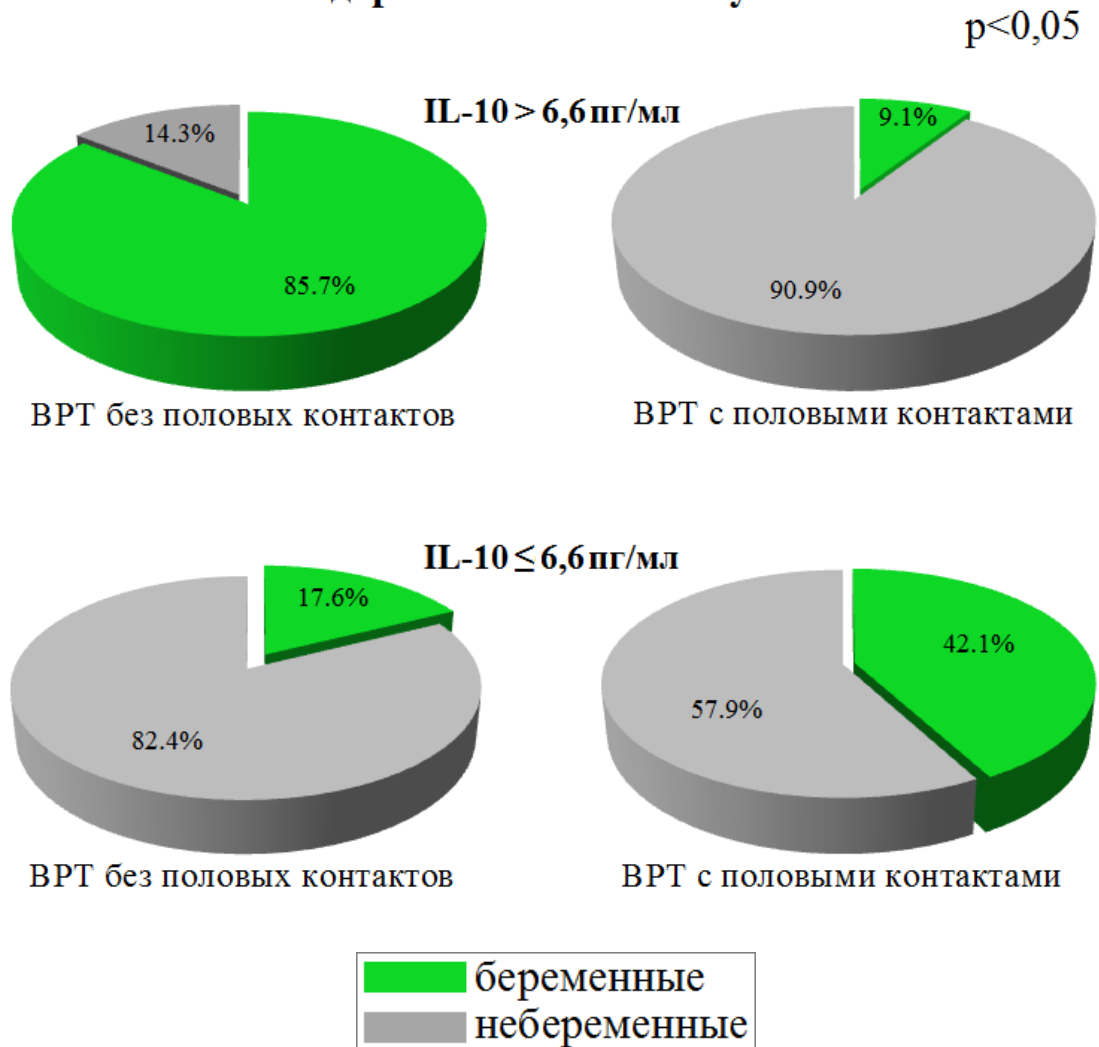 p<0,05
IL-10 > 6,6 пг/мл
14.3%
85.7%
9.1%
90.9%
ВРТ без половых контактов
ВРТ с половыми контактами
IL-10 ≤ 6,6 пг/мл
17.6%
82.4%
42.1%
57.9%
ВРТ без половых контактов
ВРТ с половыми контактами
беременные
небеременные